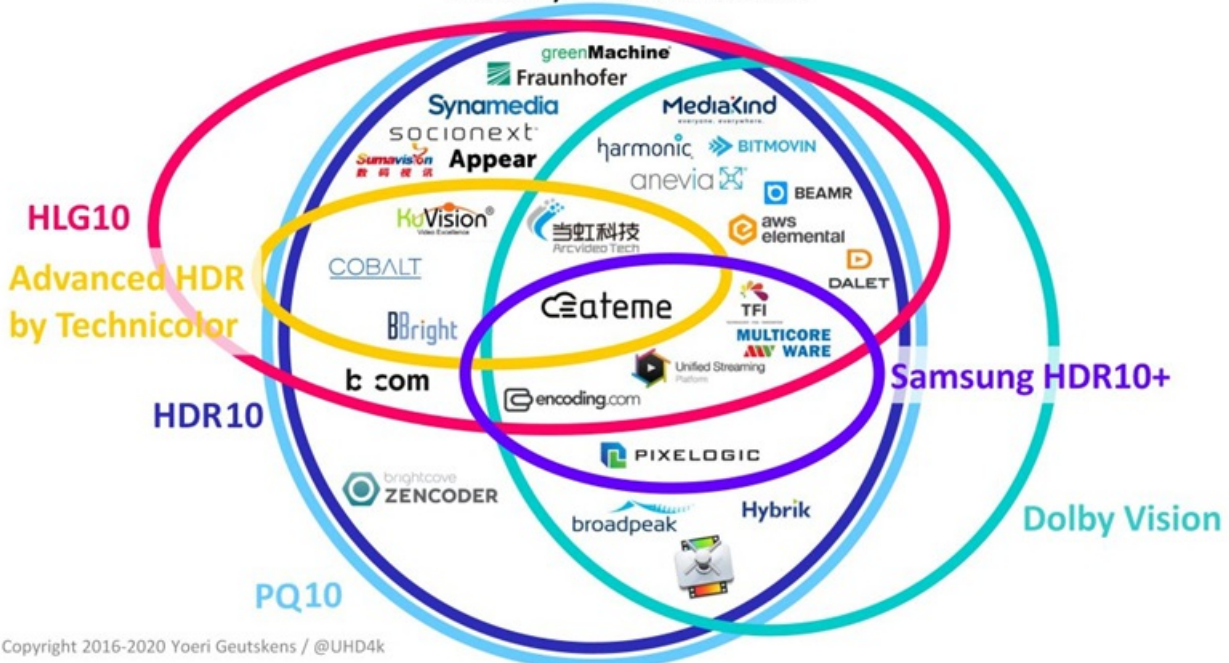 greenMachine
Fraunhofer
Synamedia
MEDIAKIND
everyone. everywhere.
socionext
harmonic
BITMOVIN
Sumavision
数码视讯
Appear
anevia
BEAMR
HLG10
KuVision®
Video Excellence
当虹科技
Arcvideo Tech
aws
elemental
Advanced HDR
by Technicolor
COBALT
DALET
ateme
TFI
BBright
MULTICORE
WARE
Unified Streaming
Platform
Samsung HDR10+
b com
encoding.com
HDR10
PIXELOGIC
brightcove
ZENCODER
broadpeak
Hybrik
Dolby Vision
PQ10
Copyright 2016-2020 Yoeri Geutskens / @UHD4k